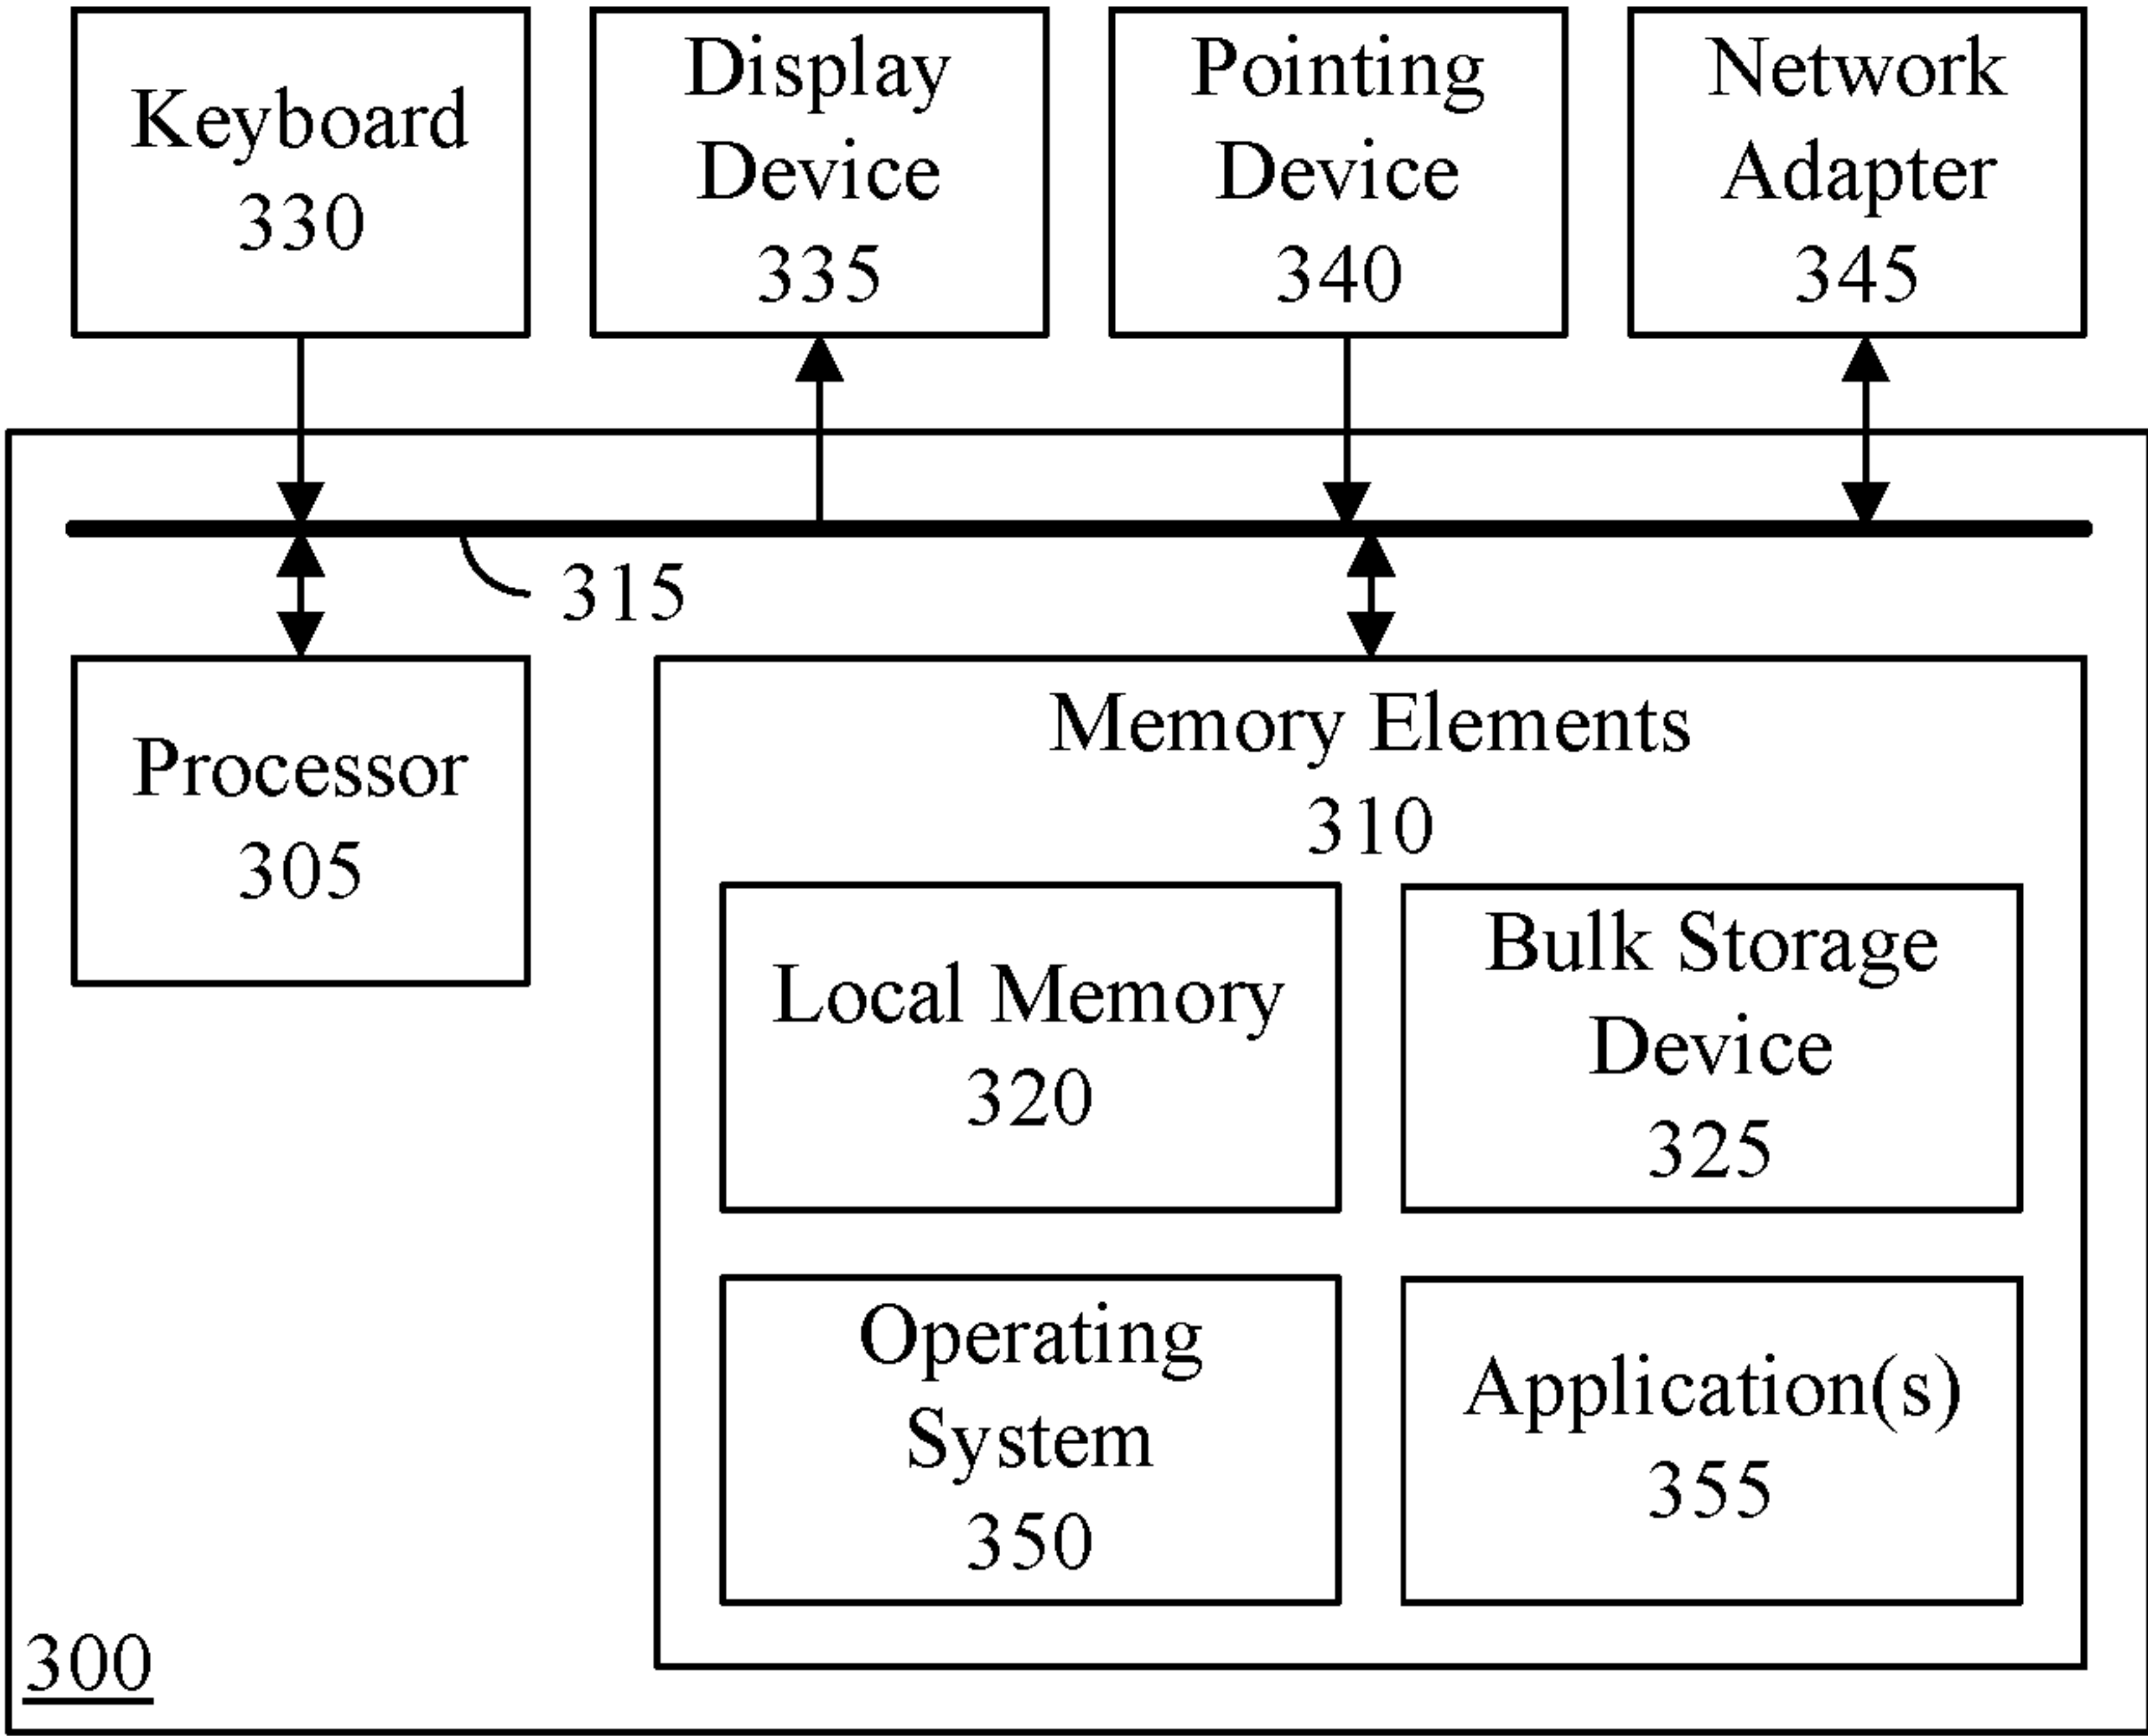 Keyboard
330
Display
Device
335
Pointing
Device
340
Network
Adapter
345
315
Processor
305
Memory Elements
310
Local Memory
320
Bulk Storage
Device
325
Operating
System
350
Application(s)
355
300